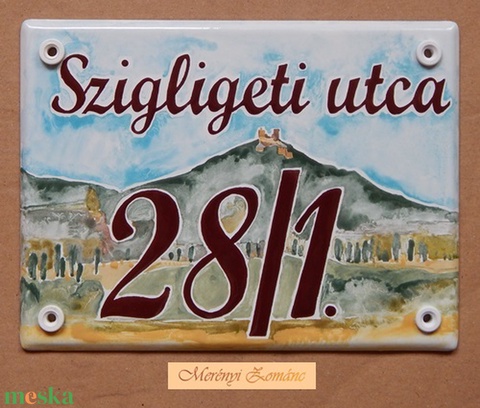 Szigligeti utca
28/1.
Merényi Zománc
meska